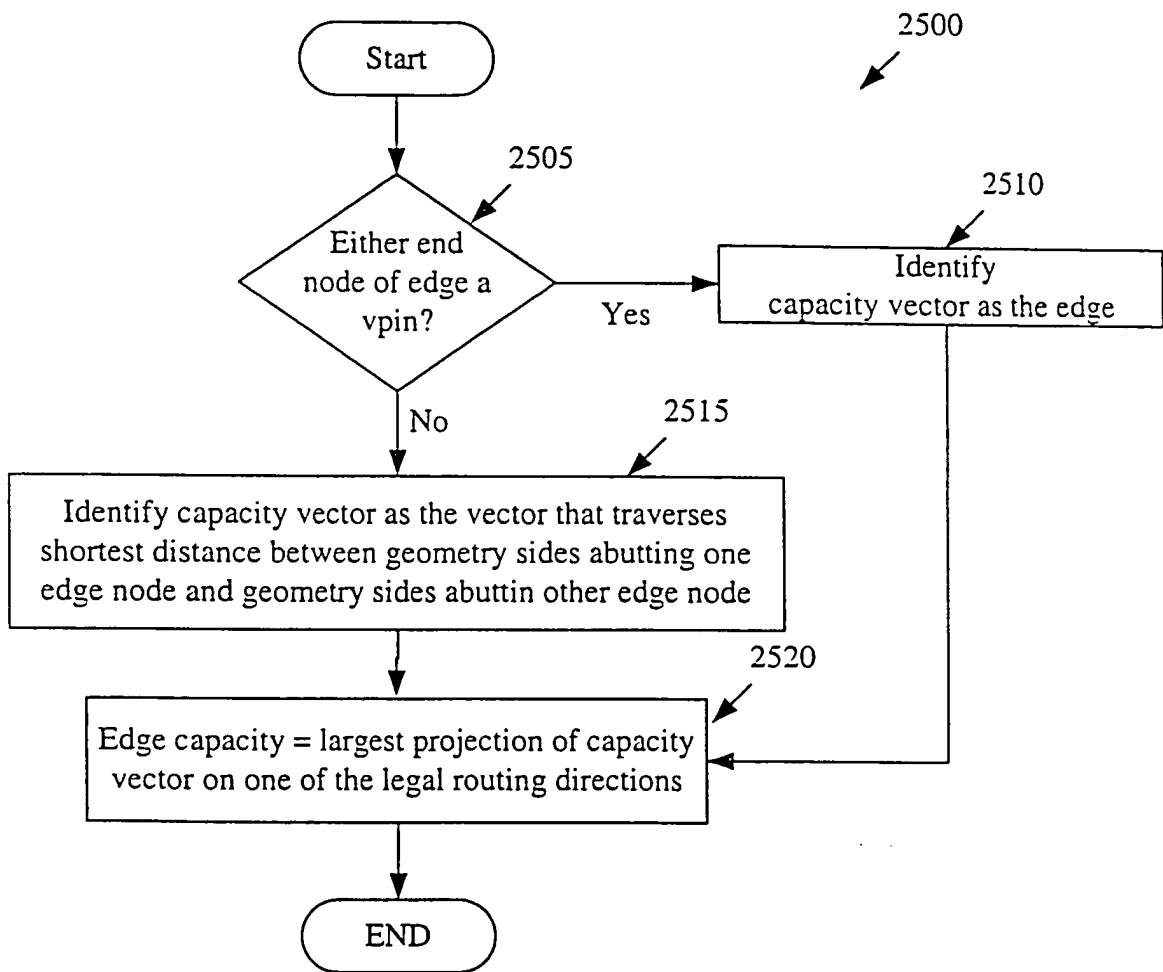 2500
Start
2505
Either end
node of edge a
vpin?
2510
Identify
capacity vector as the edge
Yes
No
2515
Identify capacity vector as the vector that traverses
shortest distance between geometry sides abutting one
edge node and geometry sides abuttin other edge node
2520
Edge capacity = largest projection of capacity
vector on one of the legal routing directions
END